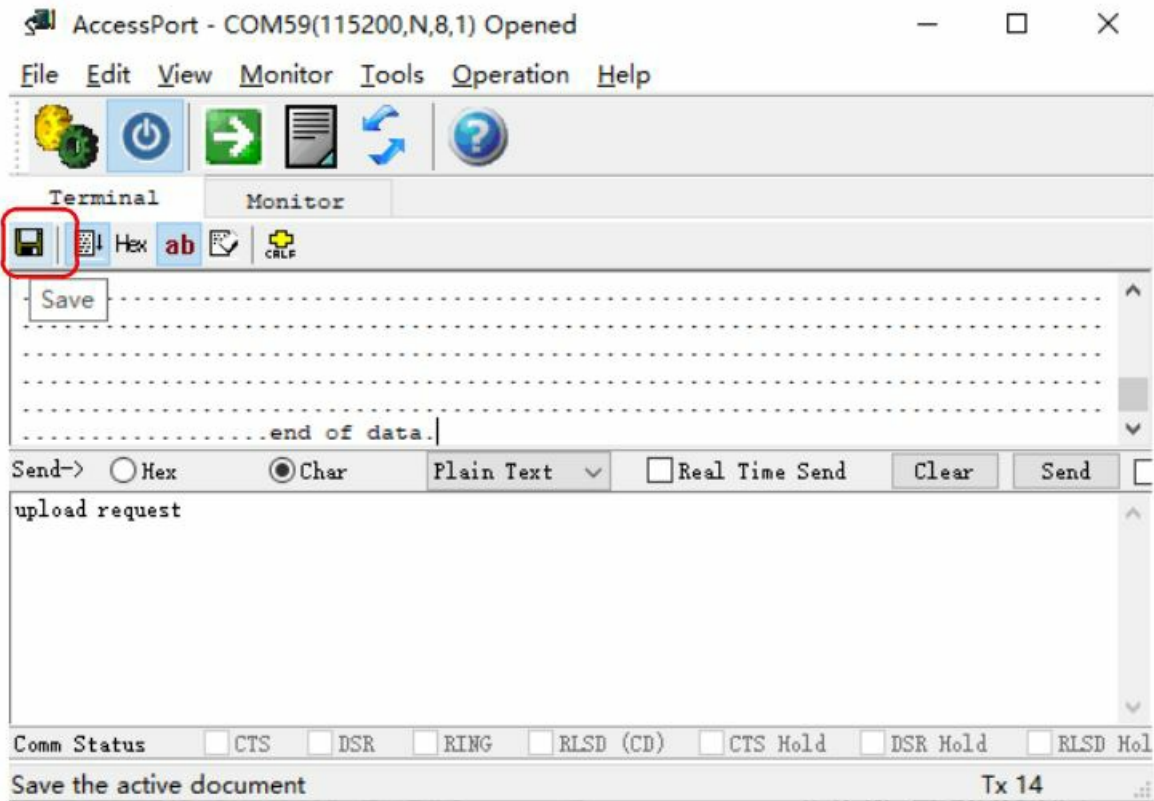 AccessPort - COM59(115200,N,8,1) Opened
File Edit View Monitor Tools Operation Help
Terminal Monitor
Hex ab CRLF
Save
......................................................................
......................................................................
......................................................................
......................................................................
......................................................................
..................end of data.
Send-> Hex Char Plain Text Real Time Send Clear Send
upload request
Comm Status CTS DSR RING RLSD (CD) CTS Hold DSR Hold RLSD Hol
Save the active document Tx 14